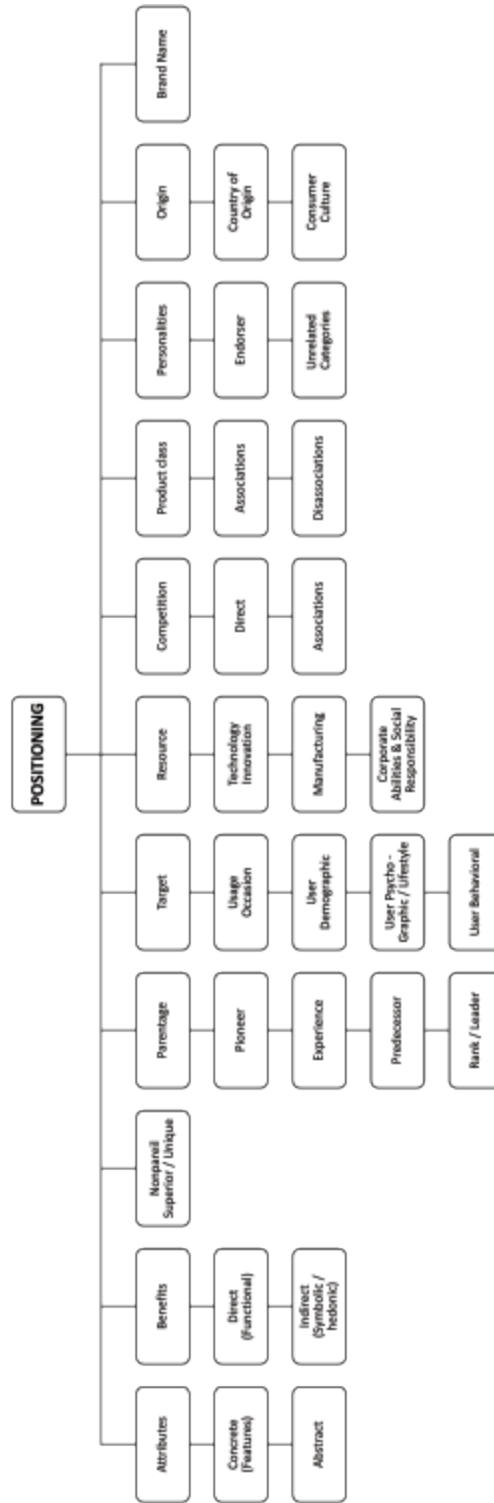 POSITIONING
Attributes
Concrete
(Features)
Abstract
Benefits
Direct
(Functional)
Indirect
(Symbolic /
hedonic)
Nonpareil
Superior / Unique
Parentage
Pioneer
Experience
Predecessor
Rank / Leader
Target
Usage
Occasion
User
Demographic
User Psycho -
Graphic / Lifestyle
User Behavioral
Resource
Technology
Innovation
Manufacturing
Corporate
Abilities & Social
Responsibility
Competition
Direct
Associations
Product class
Associations
Disassociations
Personalities
Endorser
Unrelated
Categories
Origin
Country of
Origin
Consumer
Culture
Brand Name